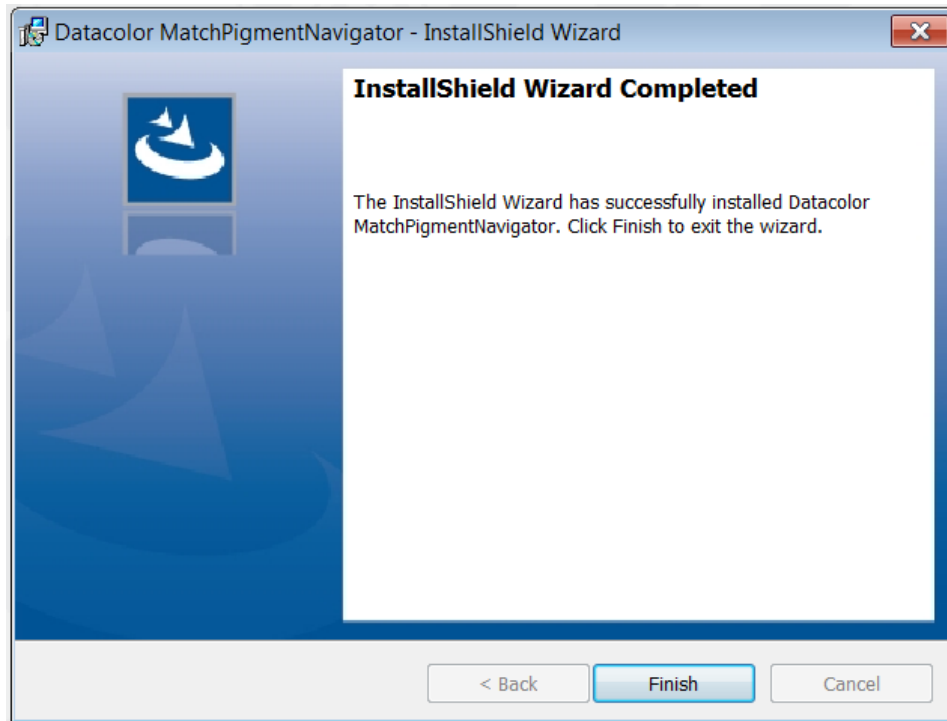 Datacolor MatchPigmentNavigator - InstallShield Wizard
InstallShield Wizard Completed
The InstallShield Wizard has successfully installed Datacolor
MatchPigmentNavigator. Click Finish to exit the wizard.
< Back
Finish
Cancel